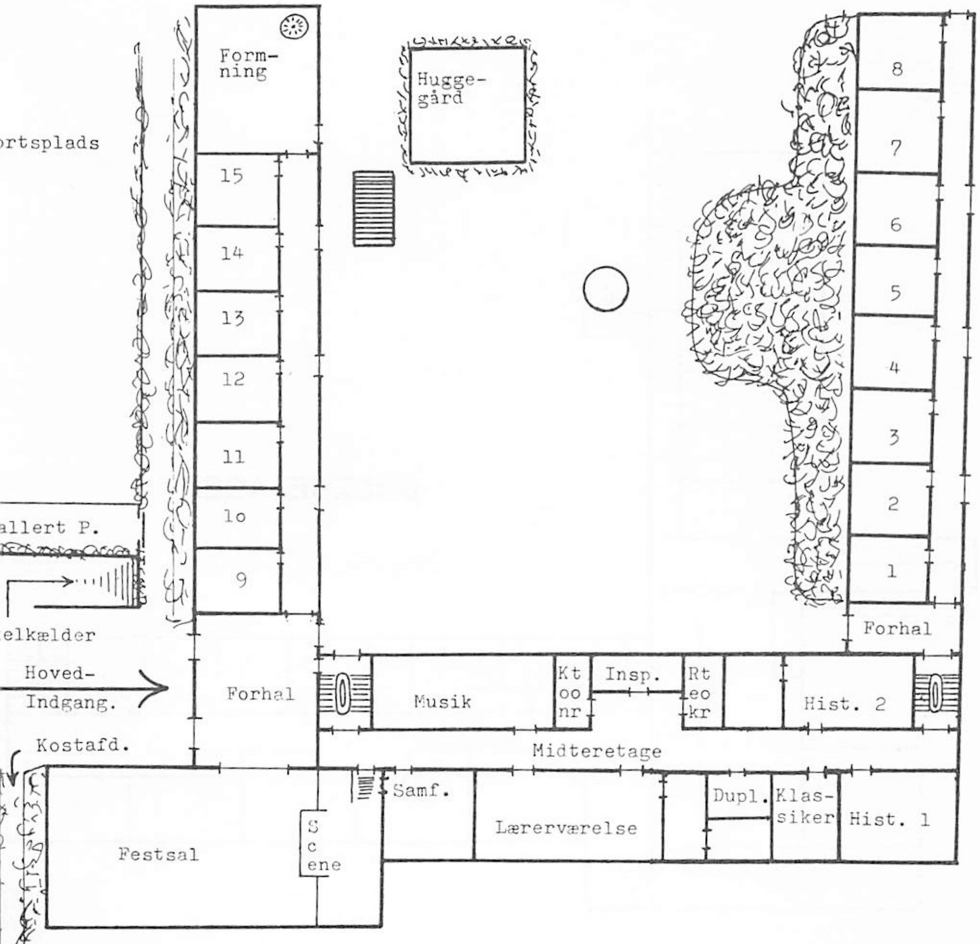 Form-
ning
Hugge-
gård
ortsplads
8
7
6
5
4
3
2
1
15
14
13
12
11
1o
9
allert P.
elkælder
Hoved-
Indgang.
Kostafd.
Forhal
Forhal
Musik
Kt
oo
nr
Insp.
Rt
eo
kr
Hist. 2
Midteretage
Samf.
Lærerværelse
Dupl.
Klas-
siker
Hist. 1
Festsal
S
c
ene